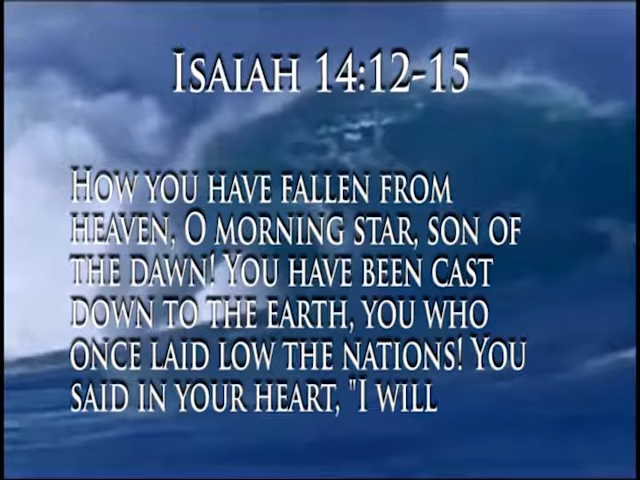 Isaiah 14:12-15
How you have fallen from
heaven, O morning star, son of
the dawn! You have been cast
down to the earth, you who
once laid low the nations! You
said in your heart, "I will